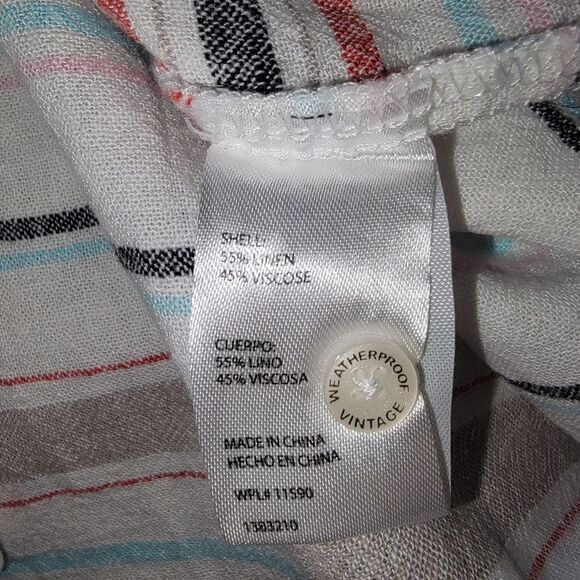 SHELL:
55% LINEN
45% VISCOSE
CUERPO:
55% LINO
45% VISCOSA
WEATHERPROOF
VINTAGE
MADE IN CHINA
HECHO EN CHINA
WPL# 11590
1383210